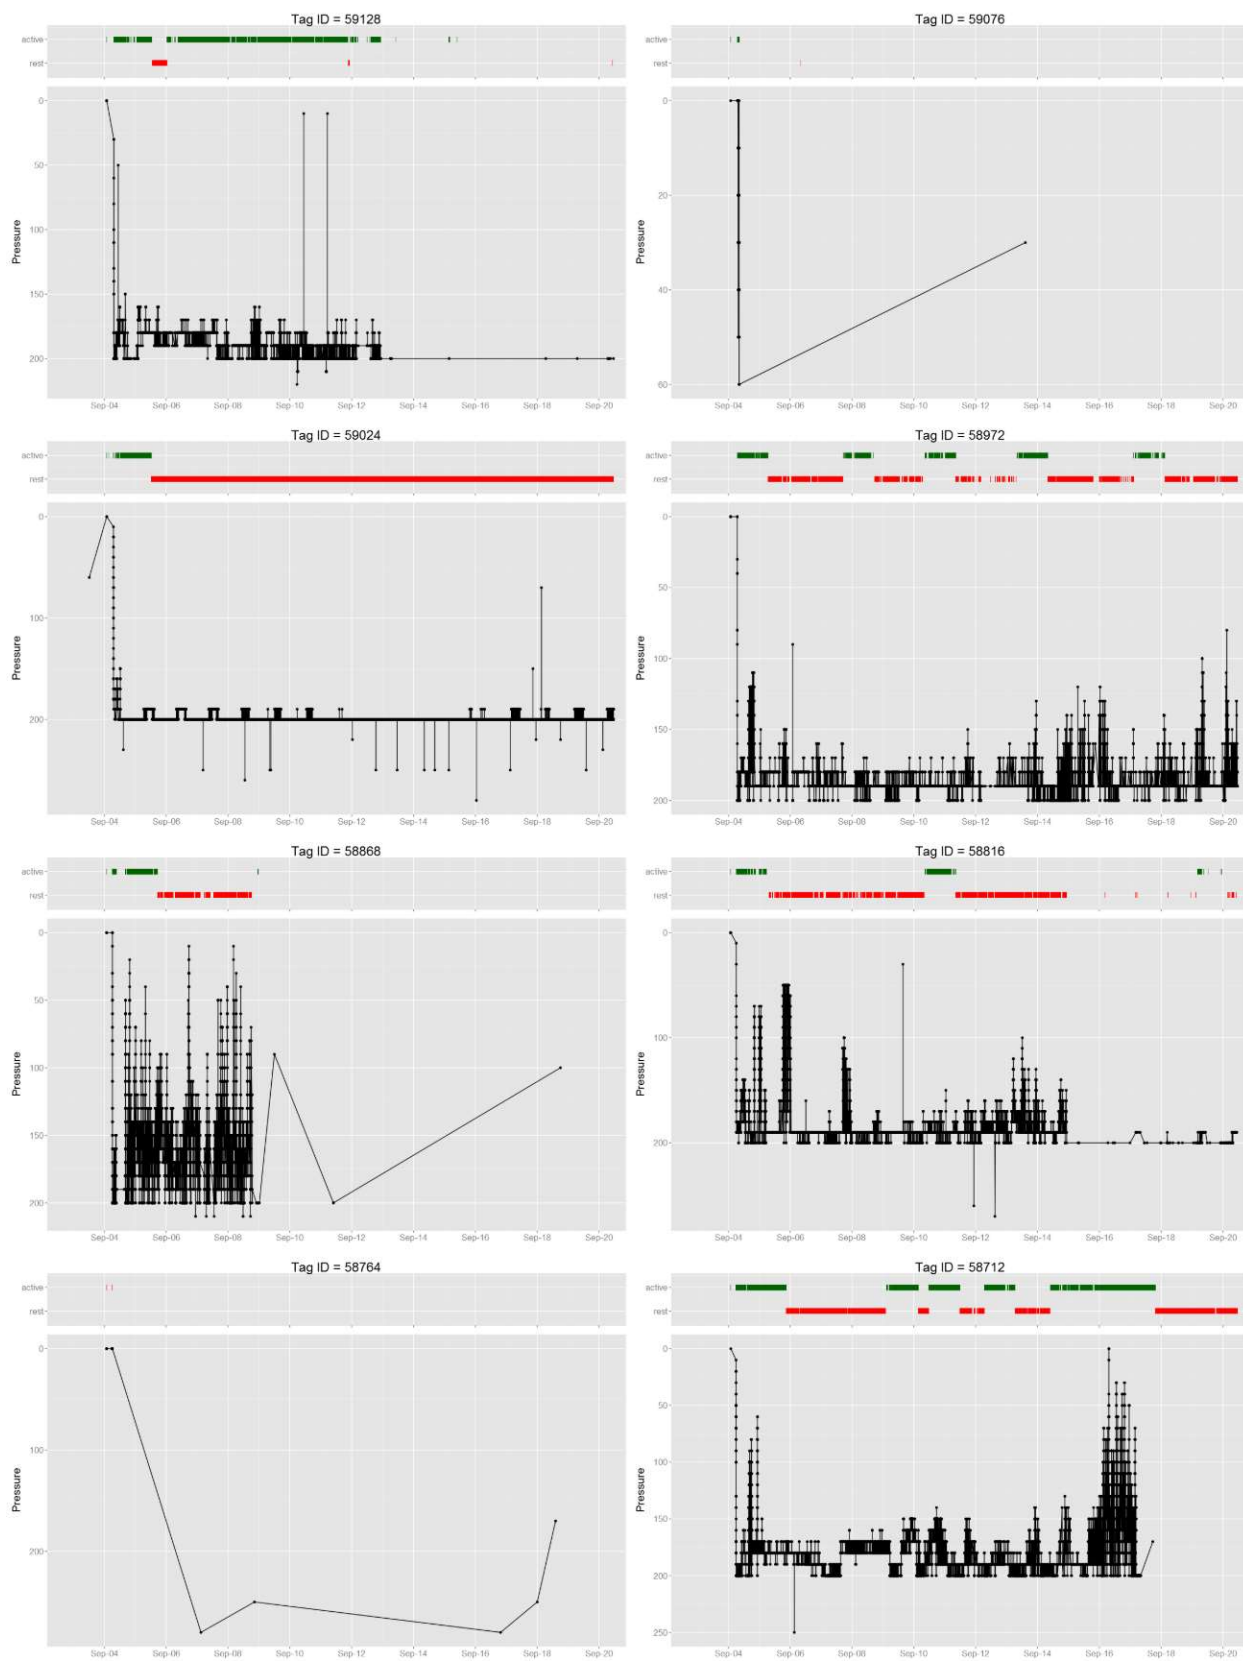 Tag ID = 59128
active
rest
0
50
100
150
200
Pressure
Sep-04 Sep-06 Sep-08 Sep-10 Sep-12 Sep-14 Sep-16 Sep-18 Sep-20
Tag ID = 59076
active
rest
0
20
40
60
Pressure
Sep-04 Sep-06 Sep-08 Sep-10 Sep-12 Sep-14 Sep-16 Sep-18 Sep-20
Tag ID = 59024
active
rest
0
100
200
Pressure
Sep-04 Sep-06 Sep-08 Sep-10 Sep-12 Sep-14 Sep-16 Sep-18 Sep-20
Tag ID = 58972
active
rest
0
50
100
150
200
Pressure
Sep-04 Sep-06 Sep-08 Sep-10 Sep-12 Sep-14 Sep-16 Sep-18 Sep-20
Tag ID = 58868
active
rest
0
50
100
150
200
Pressure
Sep-04 Sep-06 Sep-08 Sep-10 Sep-12 Sep-14 Sep-16 Sep-18 Sep-20
Tag ID = 58816
active
rest
0
100
200
Pressure
Sep-04 Sep-06 Sep-08 Sep-10 Sep-12 Sep-14 Sep-16 Sep-18 Sep-20
Tag ID = 58764
active
rest
0
100
200
Pressure
Sep-04 Sep-06 Sep-08 Sep-10 Sep-12 Sep-14 Sep-16 Sep-18 Sep-20
Tag ID = 58712
active
rest
0
50
100
150
200
250
Pressure
Sep-04 Sep-06 Sep-08 Sep-10 Sep-12 Sep-14 Sep-16 Sep-18 Sep-20